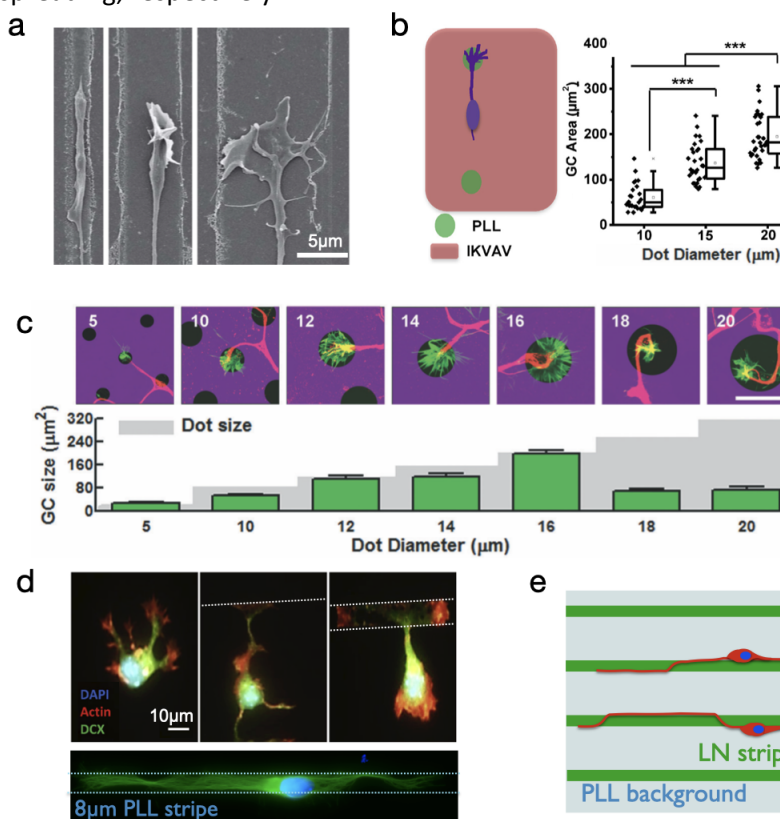 a
5μm
b
PLL
IKVAV
GC Area (μm²)
400
300
200
100
0
***
***
10 15 20
Dot Diameter (μm)
c
5 10 12 14 16 18 20
GC size (μm²)
320
240
160
80
0
Dot size
5 10 12 14 16 18 20
Dot Diameter (μm)
d
DAPI
Actin
DCX
10μm
8μm PLL stripe
e
LN strip
PLL background